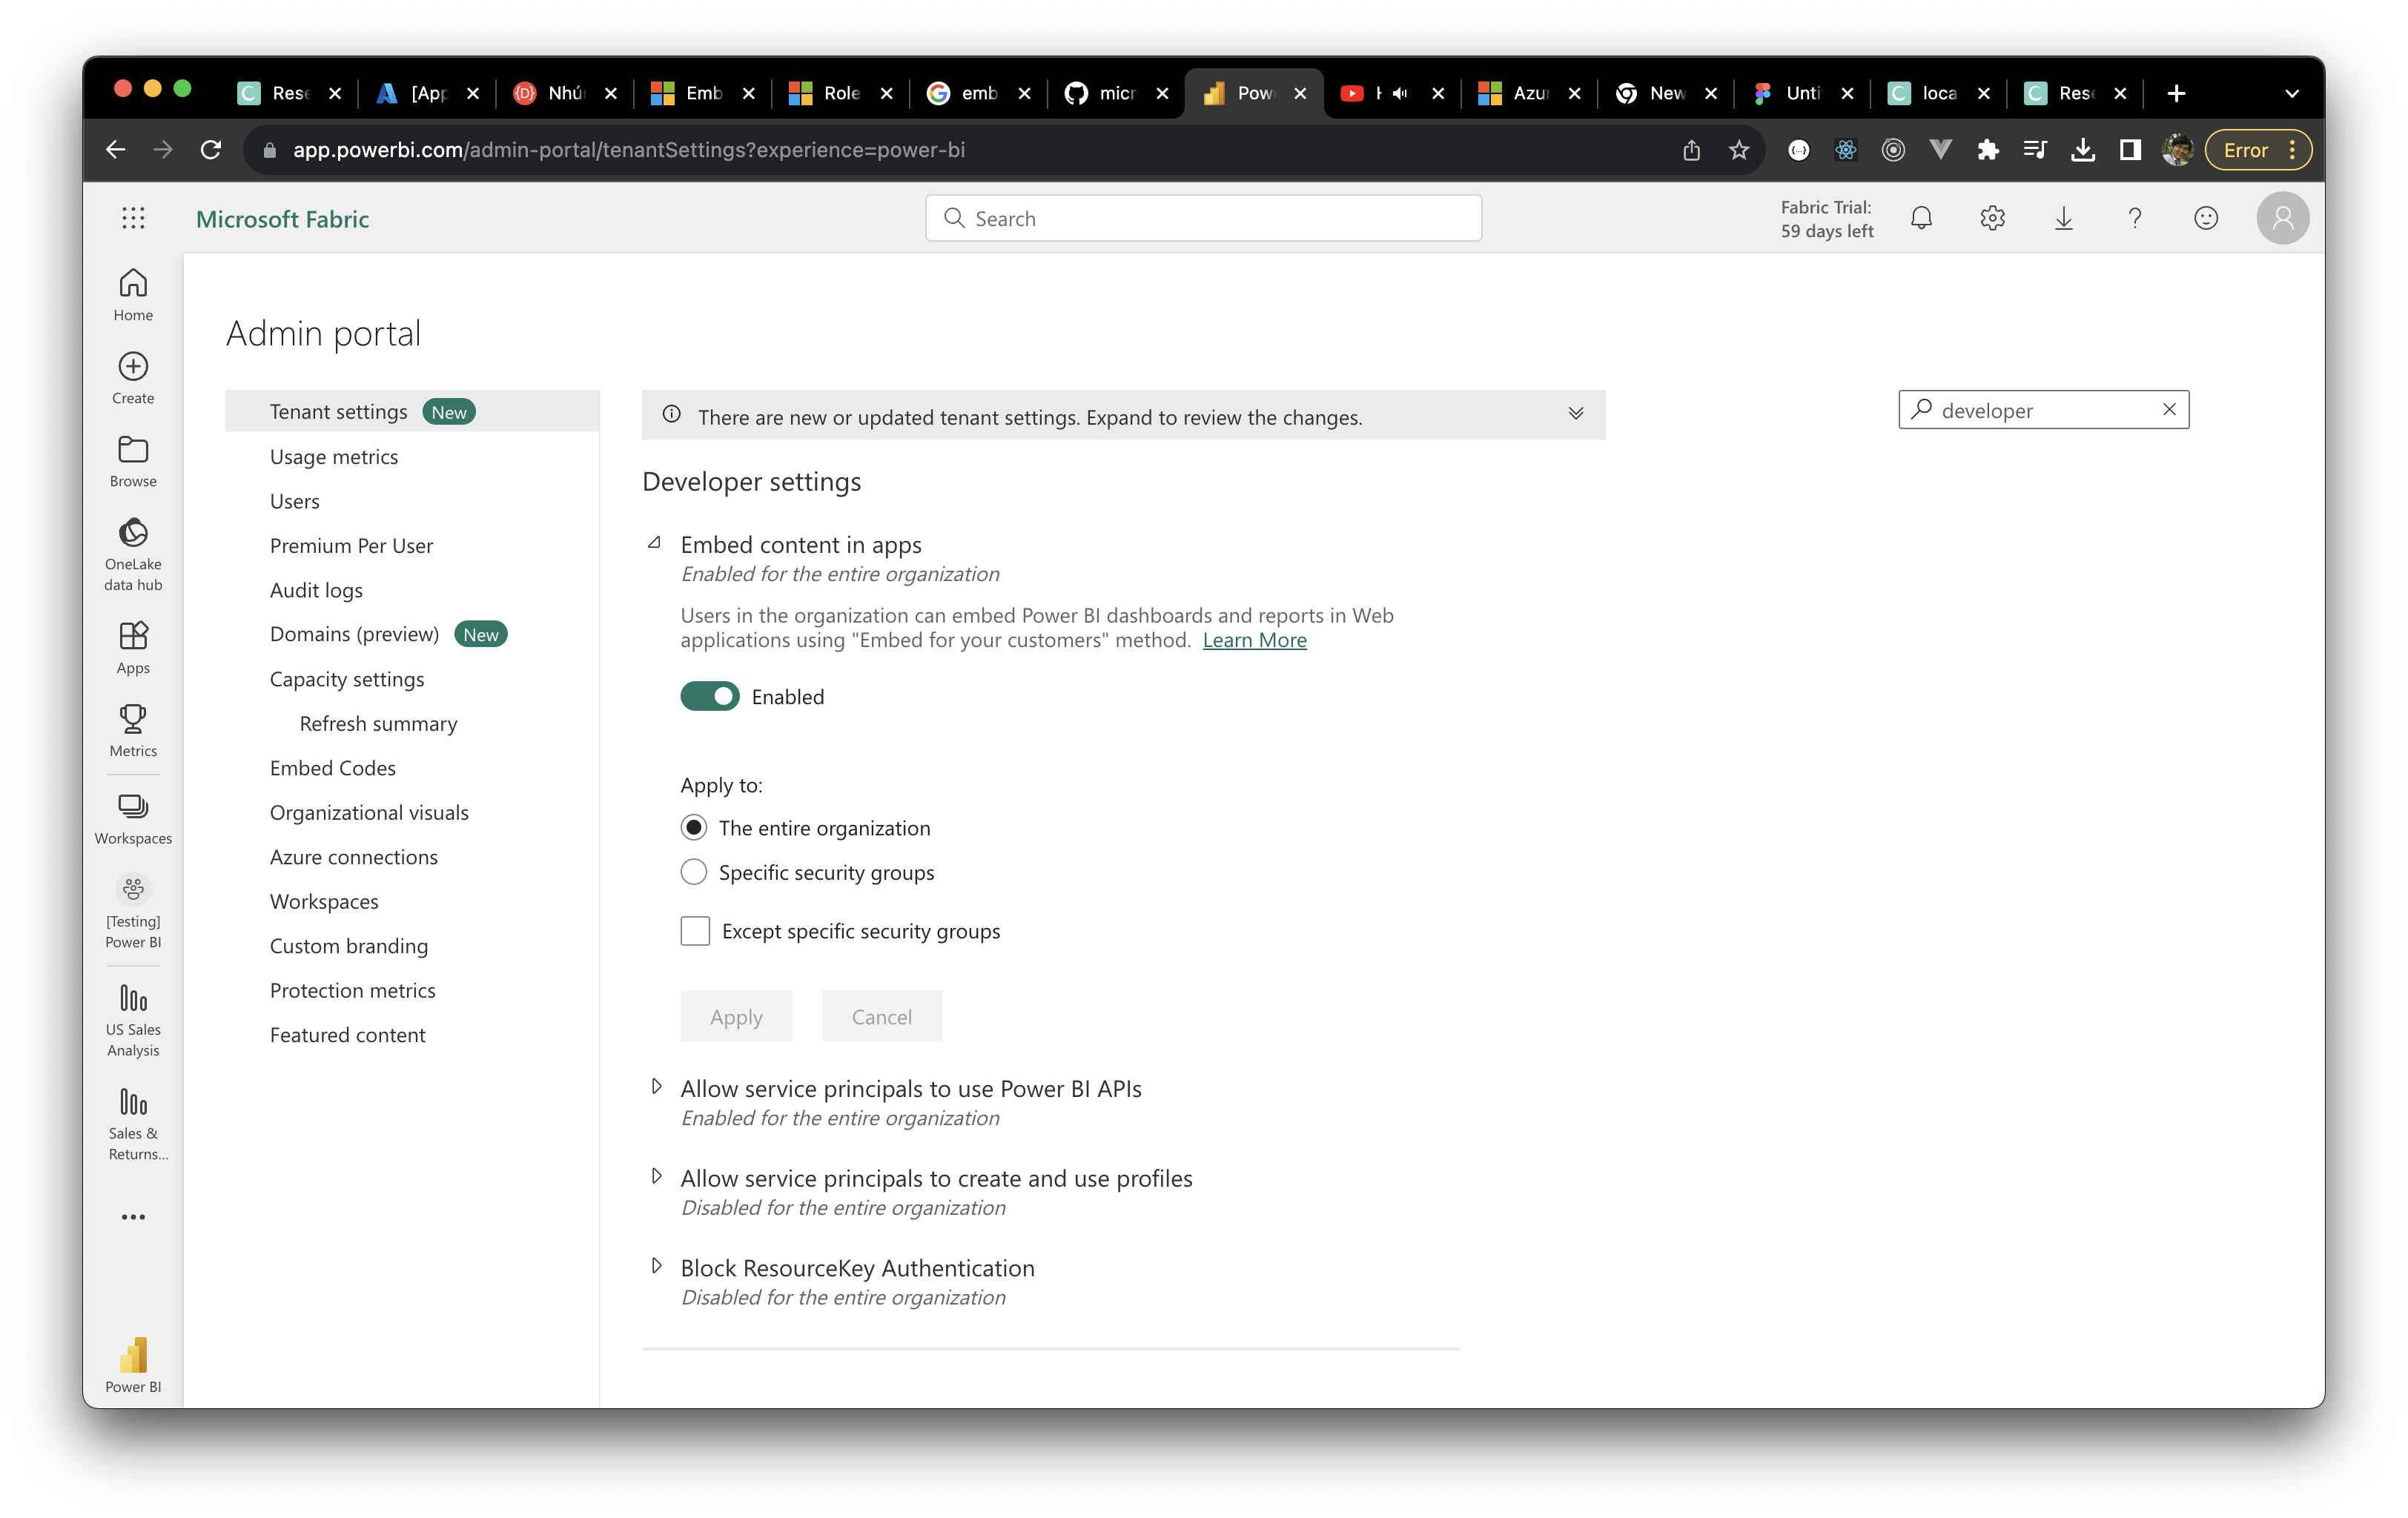 Rese
[App
Nhú
Emb
Role
emb
micr
Pow
Azu
New
Unti
loca
Rese
app.powerbi.com/admin-portal/tenantSettings?experience=power-bi
Error
Microsoft Fabric
Search
Fabric Trial:
59 days left
Home
Create
Browse
OneLake
data hub
Apps
Metrics
Workspaces
[Testing]
Power BI
US Sales
Analysis
Sales &
Returns...
Power BI
Admin portal
Tenant settings New
Usage metrics
Users
Premium Per User
Audit logs
Domains (preview) New
Capacity settings
Refresh summary
Embed Codes
Organizational visuals
Azure connections
Workspaces
Custom branding
Protection metrics
Featured content
There are new or updated tenant settings. Expand to review the changes.
developer
Developer settings
Embed content in apps
Enabled for the entire organization
Users in the organization can embed Power BI dashboards and reports in Web
applications using "Embed for your customers" method. Learn More
Enabled
Apply to:
The entire organization
Specific security groups
Except specific security groups
Apply
Cancel
Allow service principals to use Power BI APIs
Enabled for the entire organization
Allow service principals to create and use profiles
Disabled for the entire organization
Block ResourceKey Authentication
Disabled for the entire organization